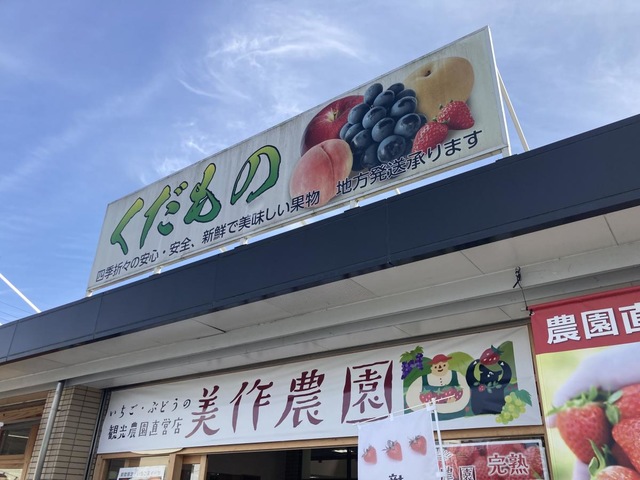 くだもの
四季折々の安心・安全、新鮮で美味しい果物　地方発送承ります
いちご・ぶどうの
観光農園直営店
美作農園
農園直
農園
完熟